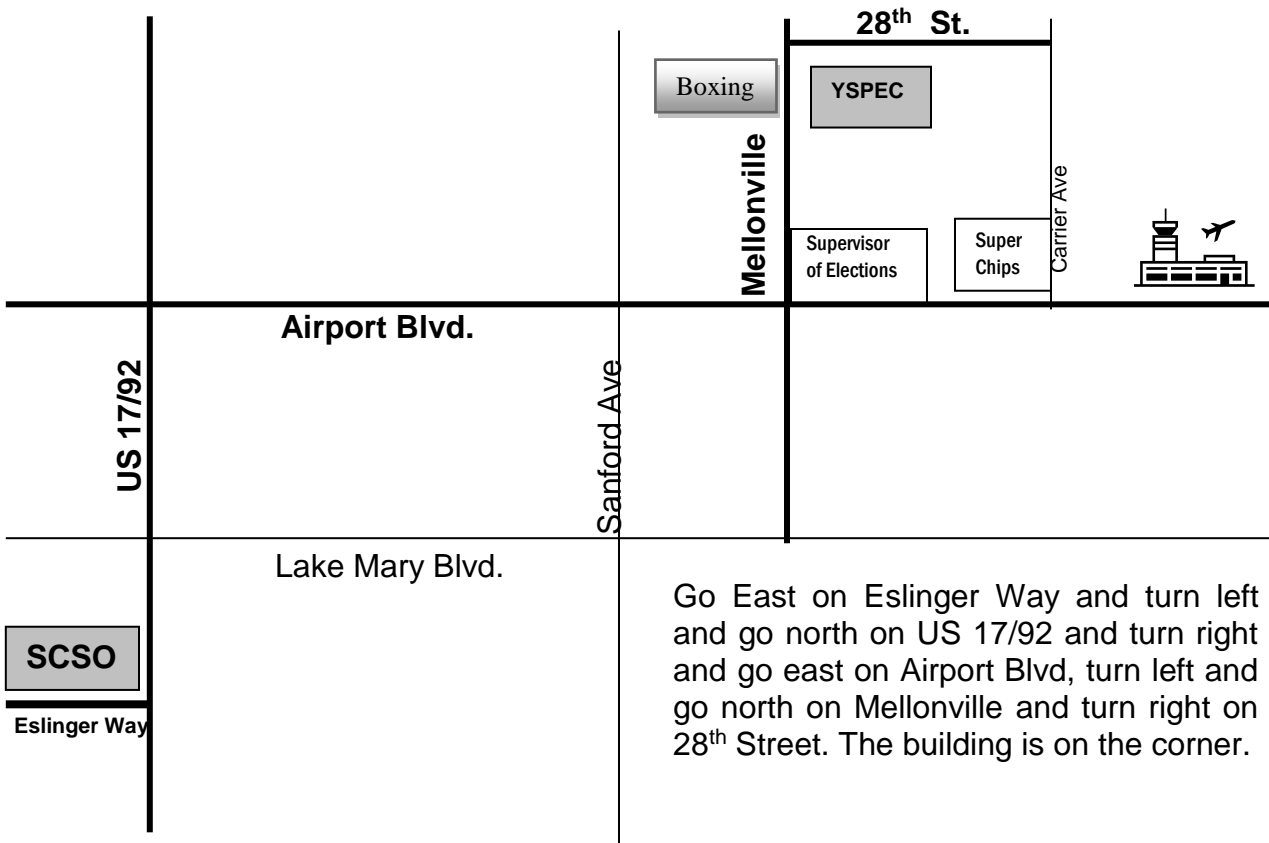 28th St.
Boxing
YSPEC
Mellonville
Carrier Ave
Supervisor
of Elections
Super
Chips
Airport Blvd.
US 17/92
Sanford Ave
Lake Mary Blvd.
SCSO
Eslinger Way
Go East on Eslinger Way and turn left
and go north on US 17/92 and turn right
and go east on Airport Blvd, turn left and
go north on Mellonville and turn right on
28th Street. The building is on the corner.